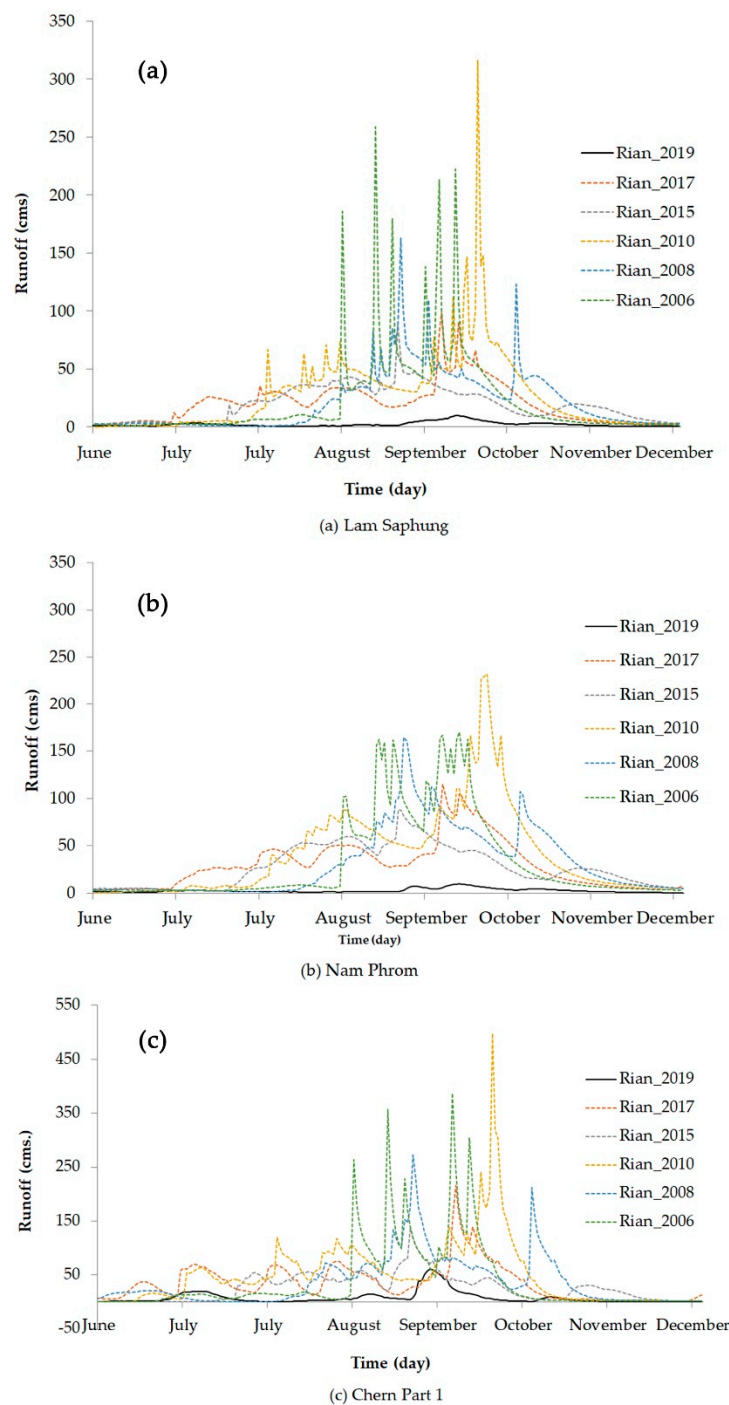 350
300
250
200
150
100
50
0
Runoff (cms)
(a)
Rian_2019
Rian_2017
Rian_2015
Rian_2010
Rian_2008
Rian_2006
June July July August September October November December
Time (day)
(a) Lam Saphung
350
300
250
200
150
100
50
0
Runoff (cms)
(b)
Rian_2019
Rian_2017
Rian_2015
Rian_2010
Rian_2008
Rian_2006
June July July August September October November December
Time (day)
(b) Nam Phrom
550
450
350
250
150
50
-50
Runoff (cms.)
(c)
Rian_2019
Rian_2017
Rian_2015
Rian_2010
Rian_2008
Rian_2006
June July July August September October November December
Time (day)
(c) Chern Part 1